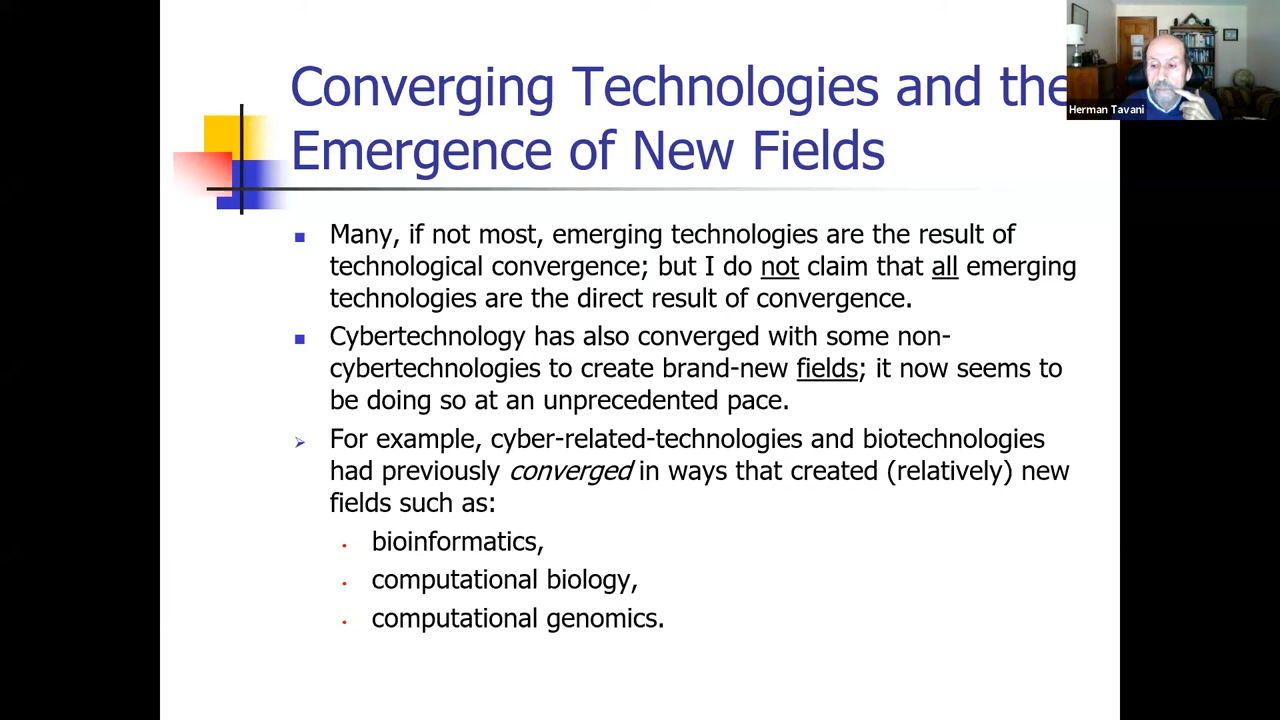 Converging Technologies and the
Emergence of New Fields
Herman Tavani
Many, if not most, emerging technologies are the result of
technological convergence; but I do not claim that all emerging
technologies are the direct result of convergence.
Cybertechnology has also converged with some non-
cybertechnologies to create brand-new fields; it now seems to
be doing so at an unprecedented pace.
For example, cyber-related-technologies and biotechnologies
had previously converged in ways that created (relatively) new
fields such as:
bioinformatics,
computational biology,
computational genomics.